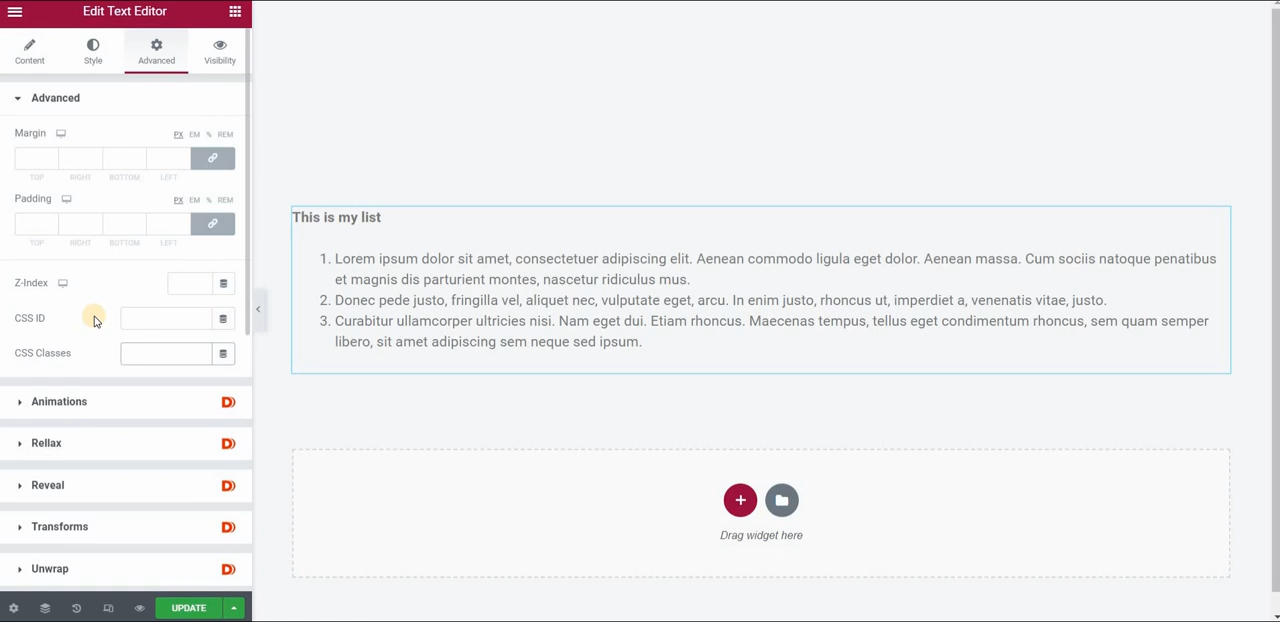 Edit Text Editor
Content Style Advanced Visibility
Advanced
Margin PX EM % REM
TOP RIGHT BOTTOM LEFT
Padding PX EM % REM
TOP RIGHT BOTTOM LEFT
Z-Index
CSS ID
CSS Classes
Animations D
Rellax D
Reveal D
Transforms D
Unwrap D
UPDATE
This is my list
1. Lorem ipsum dolor sit amet, consectetuer adipiscing elit. Aenean commodo ligula eget dolor. Aenean massa. Cum sociis natoque penatibus
et magnis dis parturient montes, nascetur ridiculus mus.
2. Donec pede justo, fringilla vel, aliquet nec, vulputate eget, arcu. In enim justo, rhoncus ut, imperdiet a, venenatis vitae, justo.
3. Curabitur ullamcorper ultricies nisi. Nam eget dui. Etiam rhoncus. Maecenas tempus, tellus eget condimentum rhoncus, sem quam semper
libero, sit amet adipiscing sem neque sed ipsum.
Drag widget here